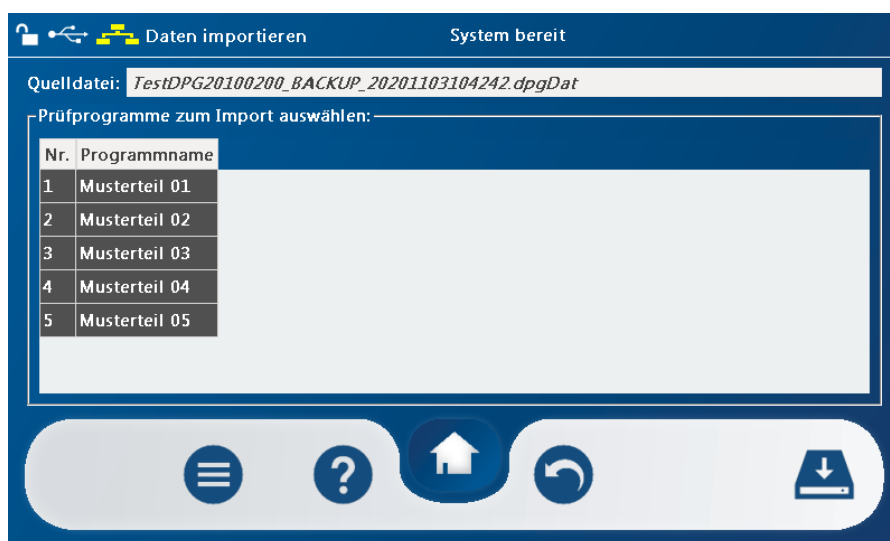 Daten importieren System bereit
Quelldatei: TestDPG20100200_BACKUP_20201103104242.dpgDat
Prüfprogramme zum Import auswählen:
Nr. Programmname
1 Musterteil 01
2 Musterteil 02
3 Musterteil 03
4 Musterteil 04
5 Musterteil 05
?